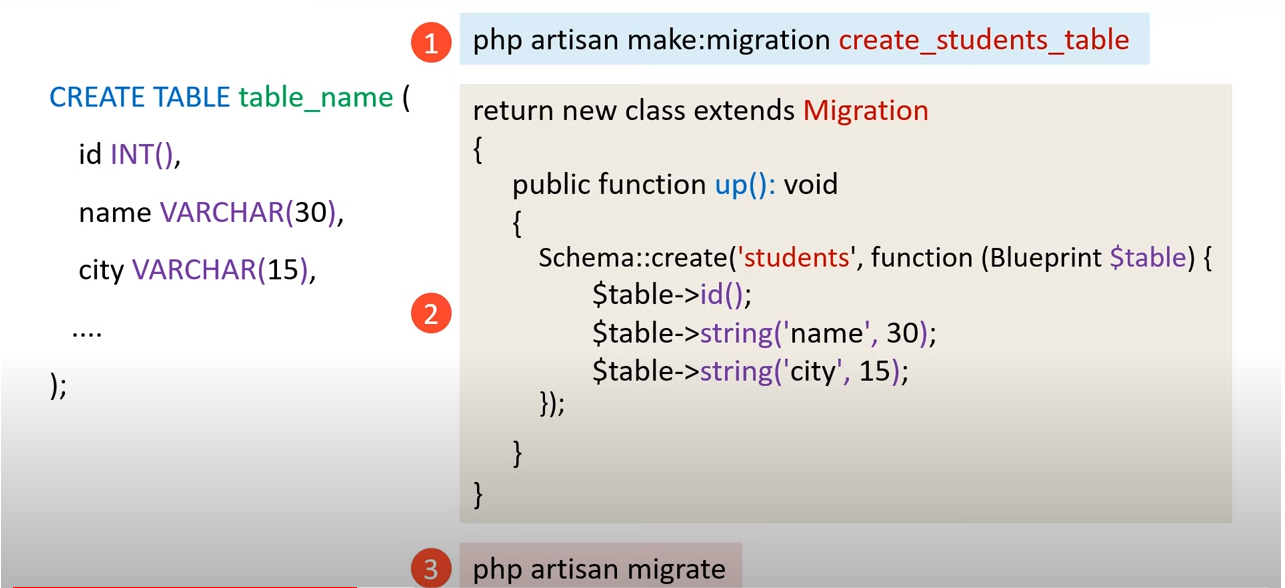 CREATE TABLE table_name (
id INT(),
name VARCHAR(30),
city VARCHAR(15),
....
);
1
php artisan make:migration create_students_table
2
return new class extends Migration
{
public function up(): void
{
Schema::create('students', function (Blueprint $table) {
$table->id();
$table->string('name', 30);
$table->string('city', 15);
});
}
}
3
php artisan migrate